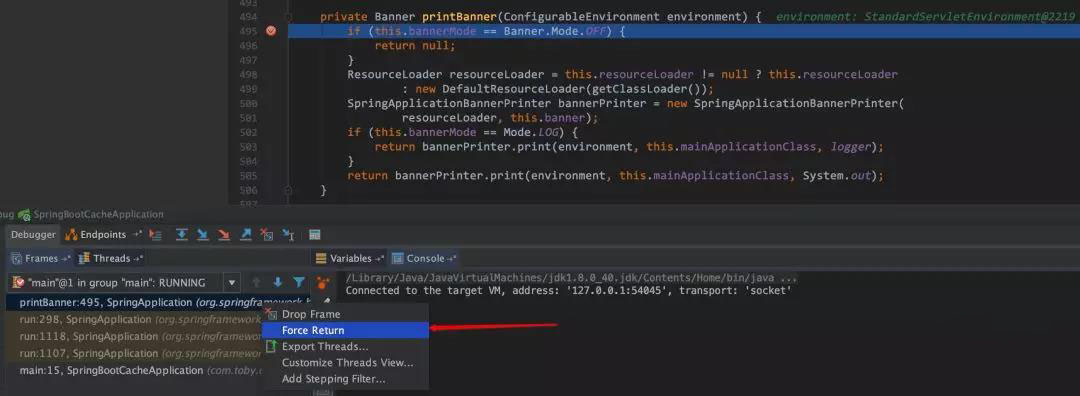 493
494 private Banner printBanner(ConfigurableEnvironment environment) { environment: StandardServletEnvironment@2219
495 if (this.bannerMode == Banner.Mode.OFF) {
496 return null;
497 }
498 ResourceLoader resourceLoader = this.resourceLoader != null ? this.resourceLoader
499 : new DefaultResourceLoader(getClassLoader());
500 SpringApplicationBannerPrinter bannerPrinter = new SpringApplicationBannerPrinter(
501 resourceLoader, this.banner);
502 if (this.bannerMode == Mode.LOG) {
503 return bannerPrinter.print(environment, this.mainApplicationClass, logger);
504 }
505 return bannerPrinter.print(environment, this.mainApplicationClass, System.out);
506 }
507
bug SpringBootCacheApplication
Debugger Endpoints
Frames Threads Variables Console
"main"@1 in group "main": RUNNING
/Library/Java/JavaVirtualMachines/jdk1.8.0_40.jdk/Contents/Home/bin/java ...
Connected to the target VM, address: '127.0.0.1:54045', transport: 'socket'
printBanner:495, SpringApplication (org.springframework.b
run:298, SpringApplication (org.springframework
run:1118, SpringApplication (org.springframework
run:1107, SpringApplication (org.springframework
main:15, SpringBootCacheApplication (com.toby.
Drop Frame
Force Return
Export Threads...
Customize Threads View...
Add Stepping Filter...